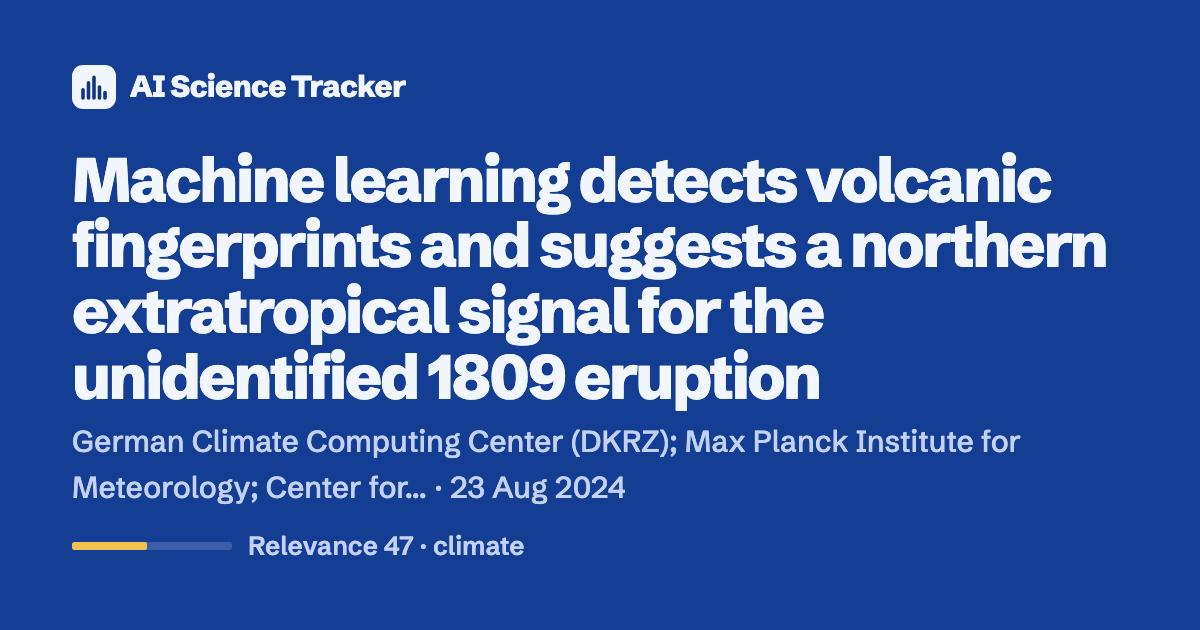 AI Science Tracker
Machine learning detects volcanic
fingerprints and suggests a northern
extratropical signal for the
unidentified 1809 eruption
German Climate Computing Center (DKRZ); Max Planck Institute for
Meteorology; Center for... · 23 Aug 2024
Relevance 47 · climate